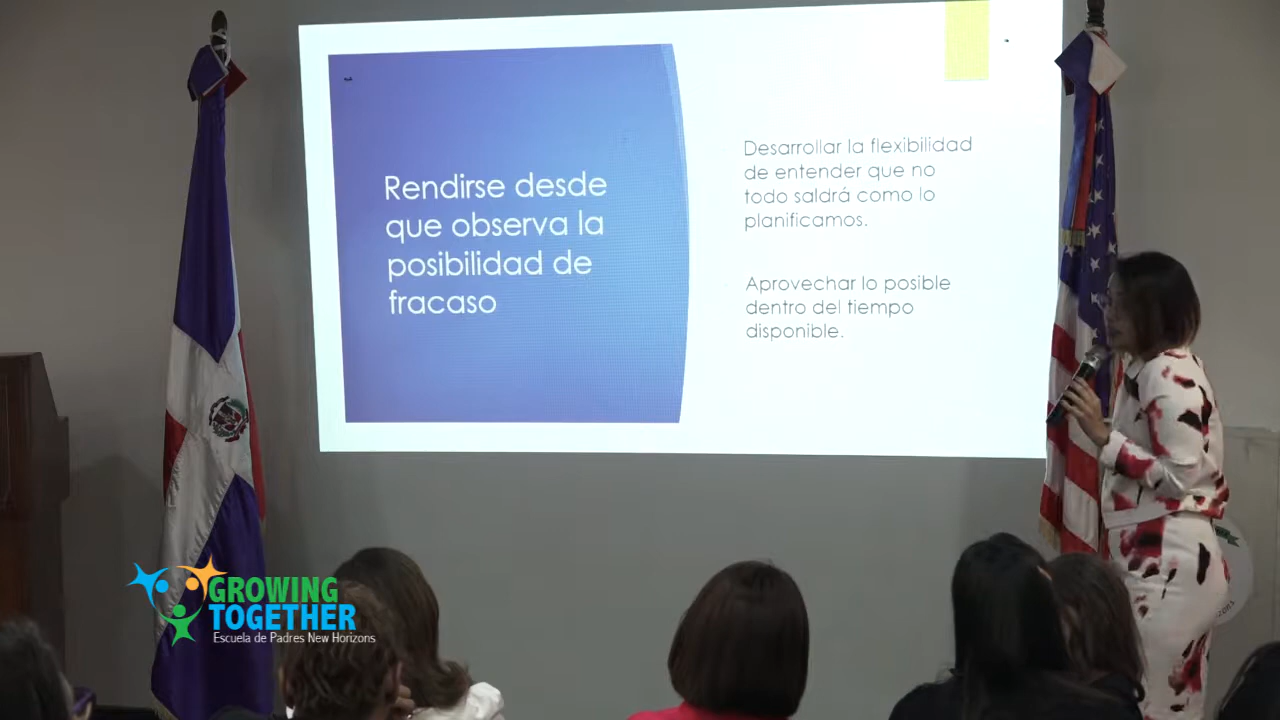 Rendirse desde
que observa la
posibilidad de
fracaso
Desarrollar la flexibilidad
de entender que no
todo saldrá como lo
planificamos.
Aprovechar lo posible
dentro del tiempo
disponible.
GROWING
TOGETHER
Escuela de Padres New Horizons